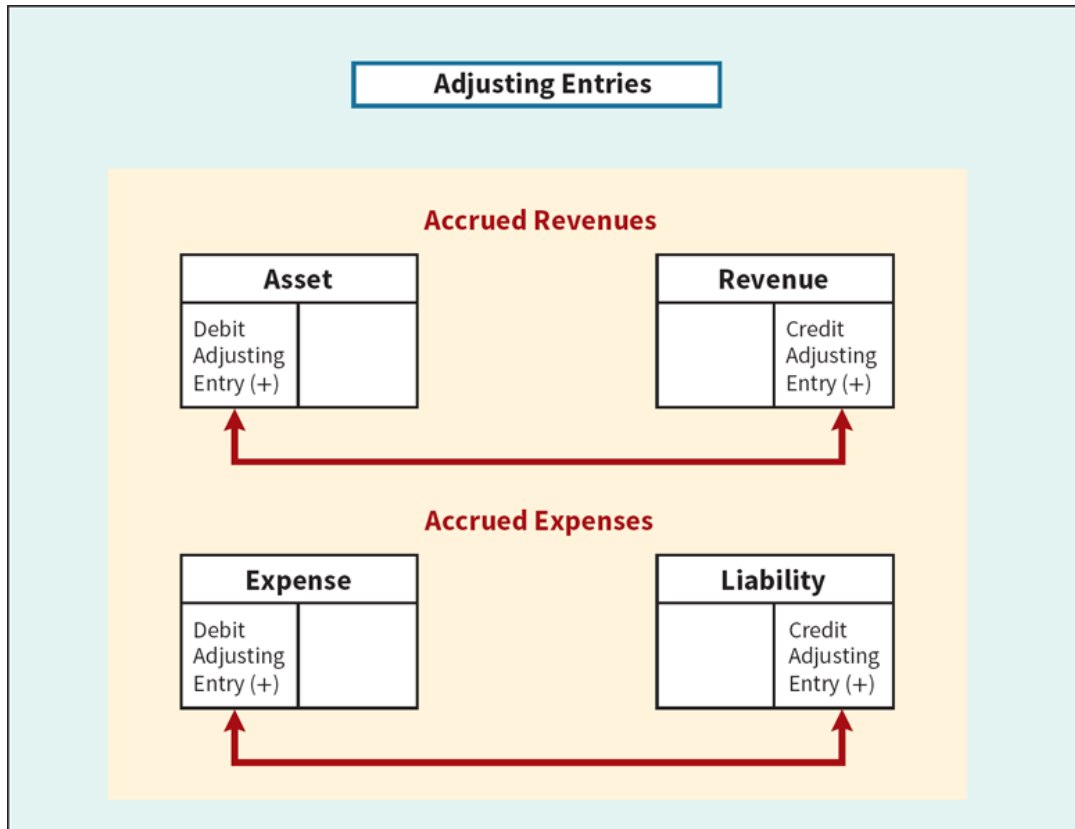 Adjusting Entries
Accrued Revenues
Asset
Debit
Adjusting
Entry (+)
Revenue
Credit
Adjusting
Entry (+)
Accrued Expenses
Expense
Debit
Adjusting
Entry (+)
Liability
Credit
Adjusting
Entry (+)